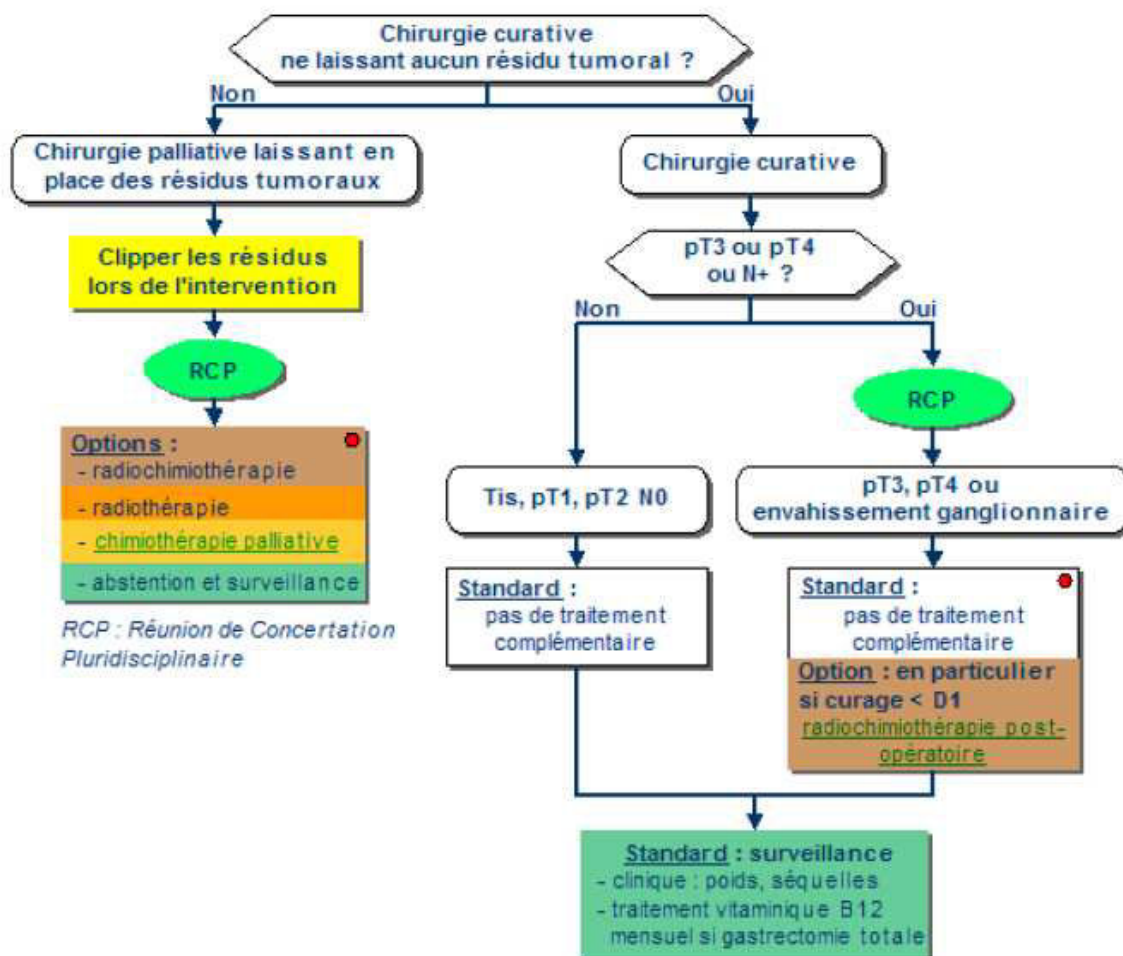 Chirurgie curative
ne laissant aucun résidu tumoral ?
Non
Oui
Chirurgie palliative laissant en
place des résidus tumoraux
Chirurgie curative
Clipper les résidus
lors de l'intervention
pT3 ou pT4
ou N+ ?
Non
Oui
RCP
RCP
Options :
- radiochimiothérapie
- radiothérapie
- chimiothérapie palliative
- abstention et surveillance
RCP : Réunion de Concertation
Pluridisciplinaire
Tis, pT1, pT2 N0
pT3, pT4 ou
envahissement ganglionnaire
Standard :
pas de traitement
complémentaire
Standard :
pas de traitement
complémentaire
Option : en particulier
si curage < D1
radiochimiothérapie post-
opératoire
Standard : surveillance
- clinique : poids, séquelles
- traitement vitaminique B12
mensuel si gastrectomie totale